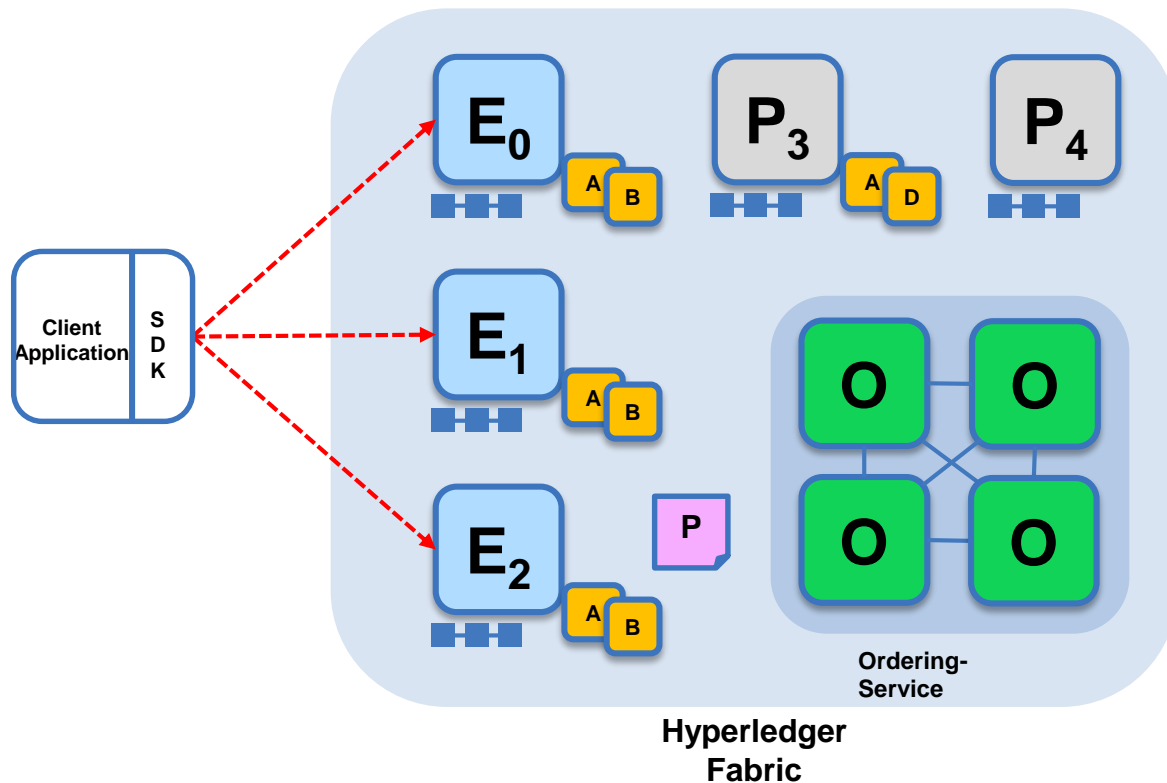 E0
A
B
P3
A
D
P4
Client
Application
S
D
K
E1
A
B
O
O
O
O
E2
A
B
P
Ordering-
Service
Hyperledger
Fabric